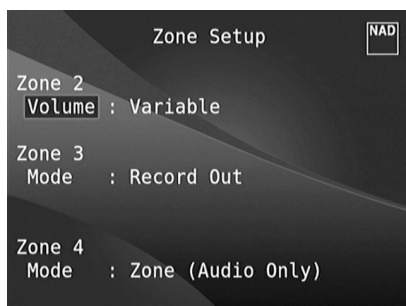 Zone Setup
NAD
Zone 2
Volume : Variable
Zone 3
Mode : Record Out
Zone 4
Mode : Zone (Audio Only)